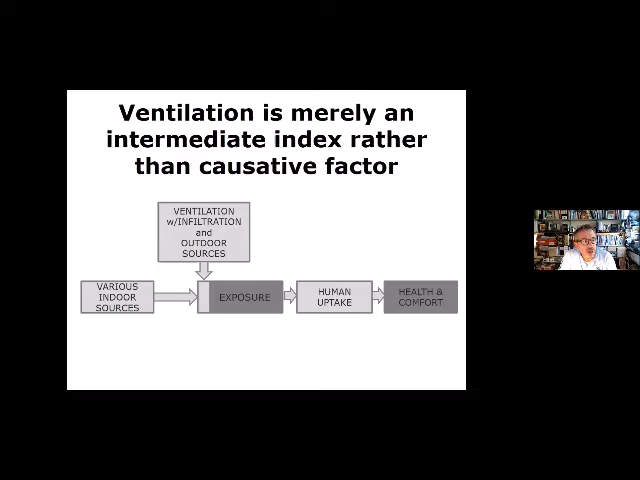 Ventilation is merely an
intermediate index rather
than causative factor
VENTILATION
w/INFILTRATION
and
OUTDOOR
SOURCES
VARIOUS
INDOOR
SOURCES
EXPOSURE
HUMAN
UPTAKE
HEALTH &
COMFORT